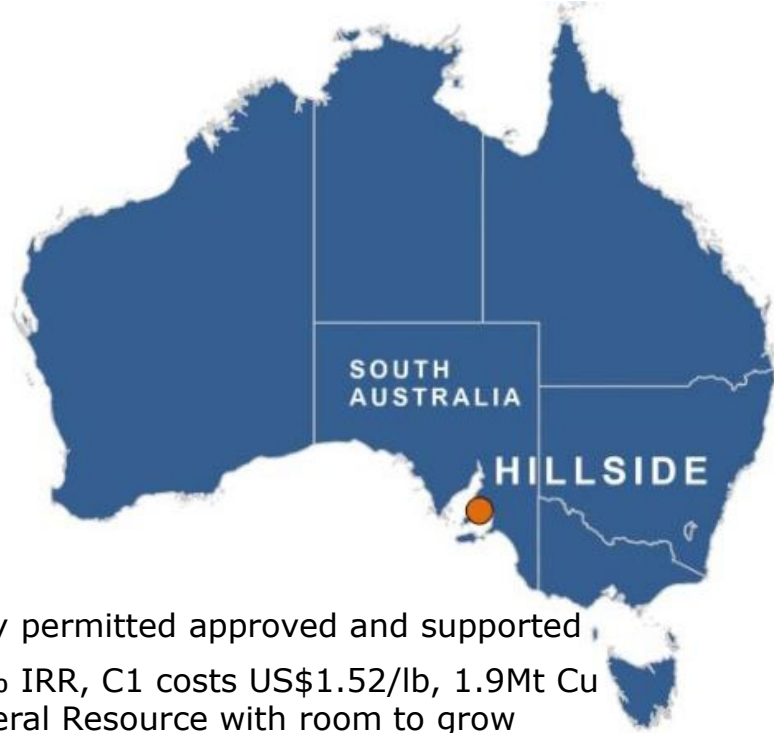 SOUTH
AUSTRALIA
HILLSIDE
permitted approved and supported
IRR, C1 costs US$1.52/lb, 1.9Mt Cu
Resource with room to grow